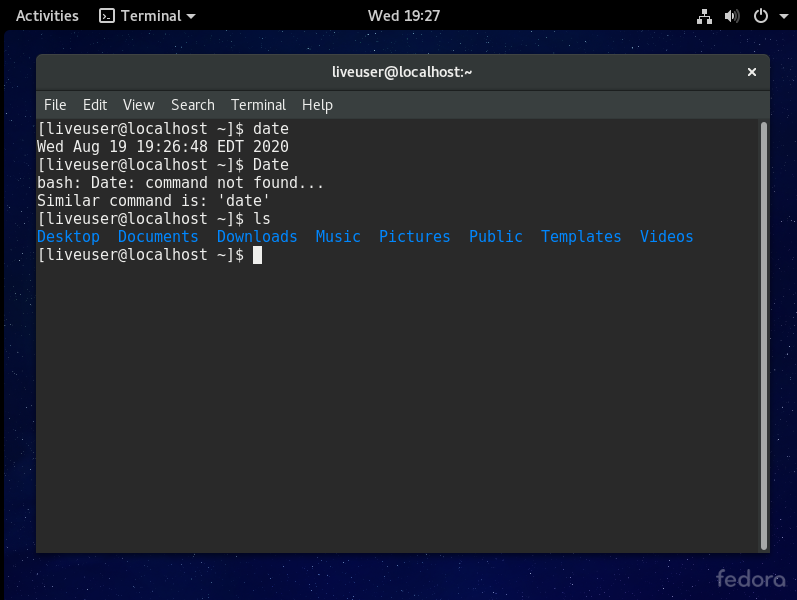 Activities Terminal Wed 19:27
liveuser@localhost:~
File Edit View Search Terminal Help
[liveuser@localhost ~]$ date
Wed Aug 19 19:26:48 EDT 2020
[liveuser@localhost ~]$ Date
bash: Date: command not found...
Similar command is: 'date'
[liveuser@localhost ~]$ ls
Desktop Documents Downloads Music Pictures Public Templates Videos
[liveuser@localhost ~]$
fedora